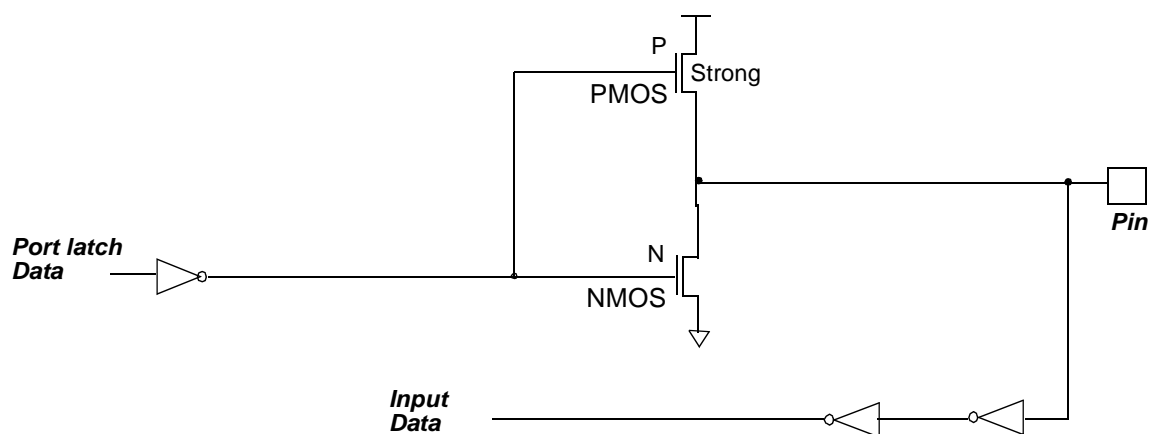 P
Strong
PMOS
Pin
Port latch
Data
N
NMOS
Input
Data